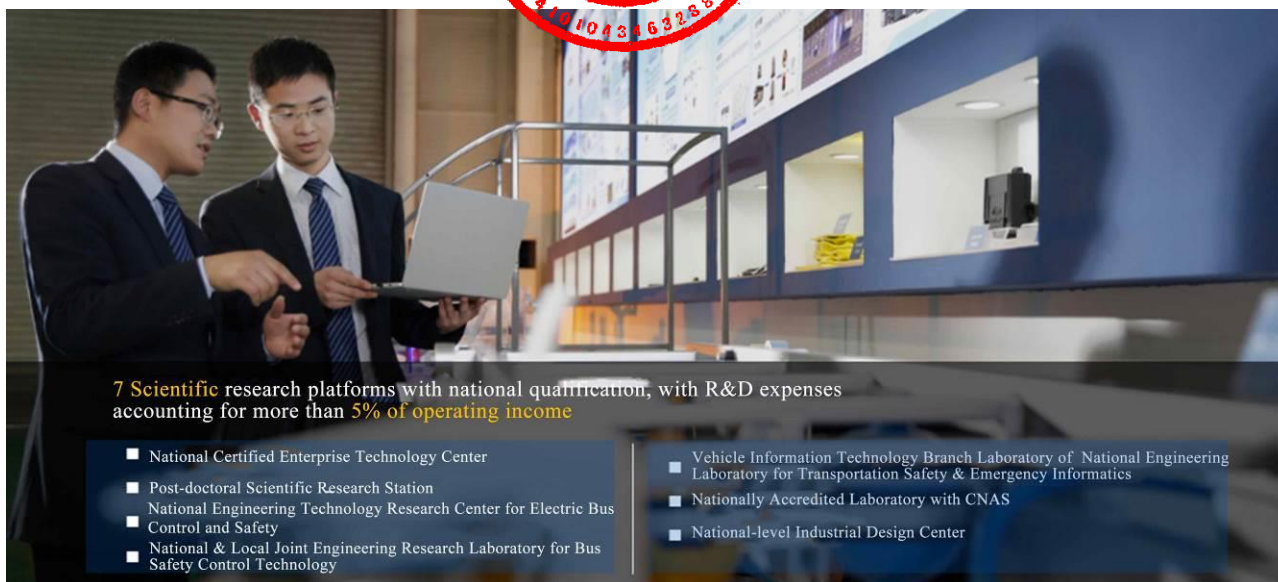 4101043463288
7 Scientific research platforms with national qualification, with R&D expenses
accounting for more than 5% of operating income
National Certified Enterprise Technology Center
Post-doctoral Scientific Research Station
National Engineering Technology Research Center for Electric Bus
Control and Safety
National & Local Joint Engineering Research Laboratory for Bus
Safety Control Technology
Vehicle Information Technology Branch Laboratory of National Engineering
Laboratory for Transportation Safety & Emergency Informatics
Nationally Accredited Laboratory with CNAS
National-level Industrial Design Center